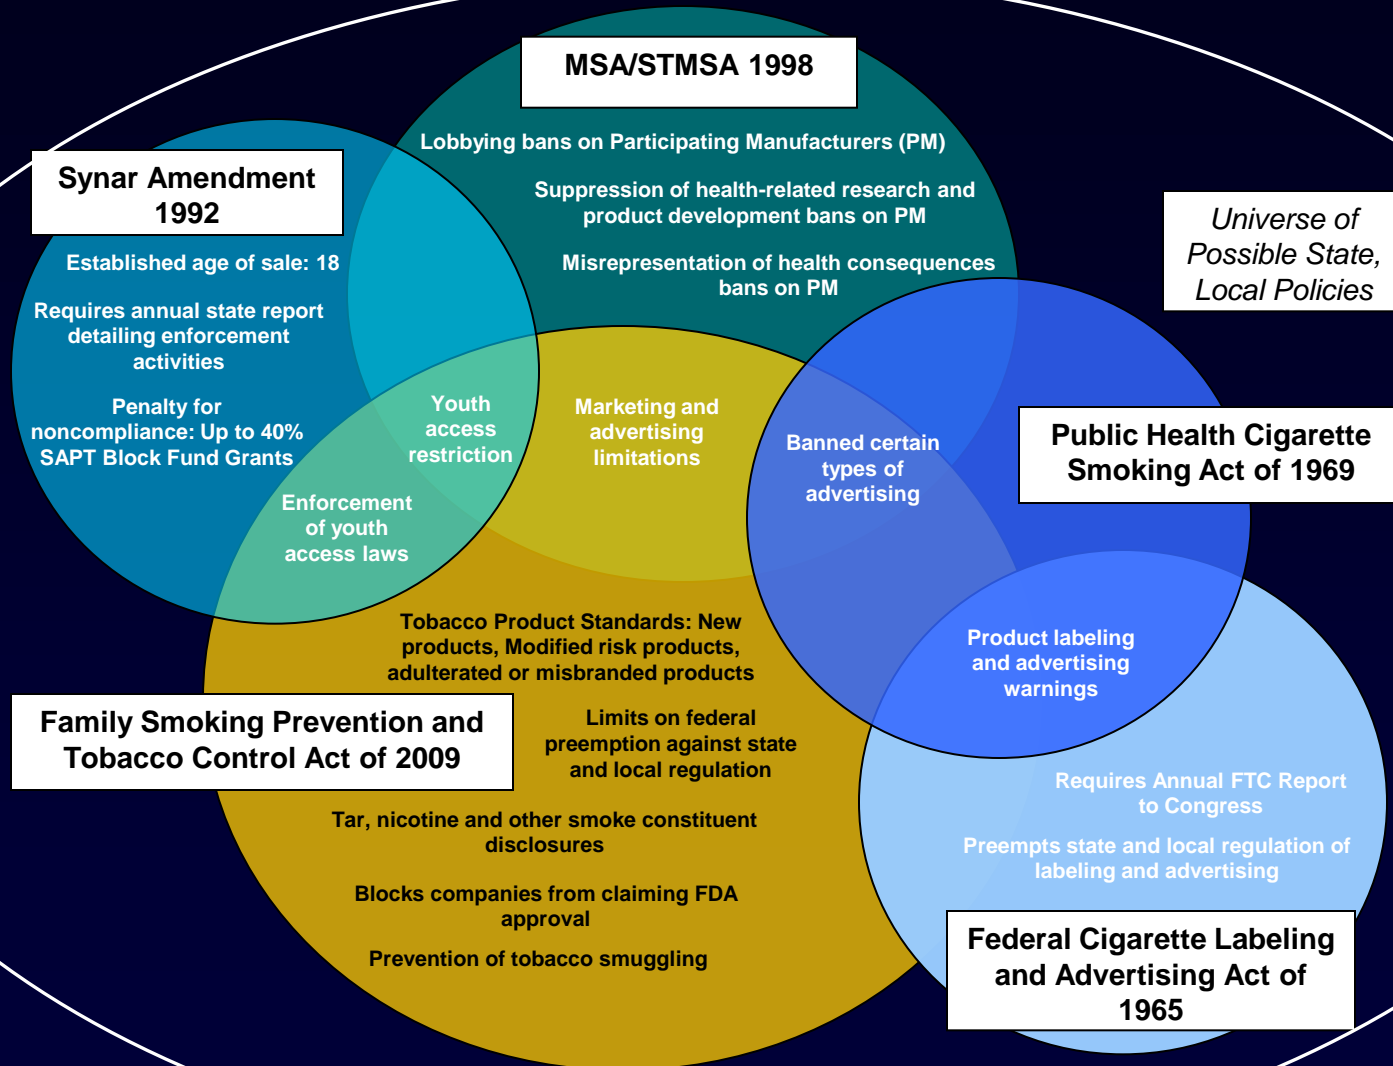 MSA/STMSA 1998
Lobbying bans on Participating Manufacturers (PM)
Suppression of health-related research and
product development bans on PM
Misrepresentation of health consequences
bans on PM
Synar Amendment
1992
Established age of sale: 18
Requires annual state report
detailing enforcement
activities
Penalty for
noncompliance: Up to 40%
SAPT Block Fund Grants
Universe of
Possible State,
Local Policies
Youth
access
restriction
Enforcement
of youth
access laws
Marketing and
advertising
limitations
Banned certain
types of
advertising
Public Health Cigarette
Smoking Act of 1969
Product labeling
and advertising
warnings
Tobacco Product Standards: New
products, Modified risk products,
adulterated or misbranded products
Family Smoking Prevention and
Tobacco Control Act of 2009
Limits on federal
preemption against state
and local regulation
Tar, nicotine and other smoke constituent
disclosures
Blocks companies from claiming FDA
approval
Prevention of tobacco smuggling
Requires Annual FTC Report
to Congress
Preempts state and local regulation of
labeling and advertising
Federal Cigarette Labeling
and Advertising Act of
1965